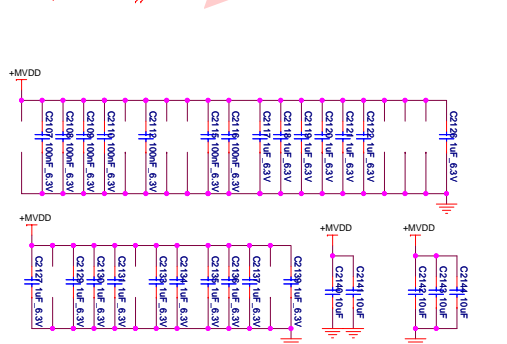 +MVDD
C2107 100nF_6.3V
C2108 100nF_6.3V
C2109 100nF_6.3V
C2110 100nF_6.3V
C2112 100nF_6.3V
C2115 100nF_6.3V
C2116 100nF_6.3V
C2117 1uF_6.3V
C2118 1uF_6.3V
C2119 1uF_6.3V
C2120 1uF_6.3V
C2121 1uF_6.3V
C2122 1uF_6.3V
C2126 1uF_6.3V
+MVDD
+MVDD
+MVDD
C2127 1uF_6.3V
C2129 1uF_6.3V
C2130 1uF_6.3V
C2131 1uF_6.3V
C2133 1uF_6.3V
C2134 1uF_6.3V
C2135 1uF_6.3V
C2136 1uF_6.3V
C2137 1uF_6.3V
C2139 1uF_6.3V
C2140 10uF
C2141 10uF
C2142 10uF
C2143 10uF
C2144 10uF